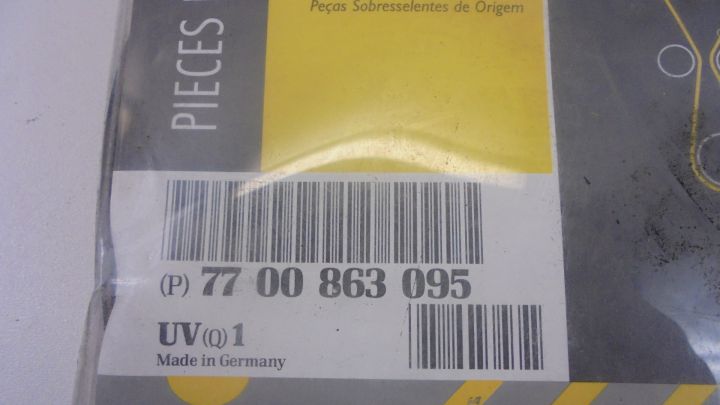 Peças Sobresselentes de Origem
PIECES
(P) 77 00 863 095
UV(Q)1
Made in Germany